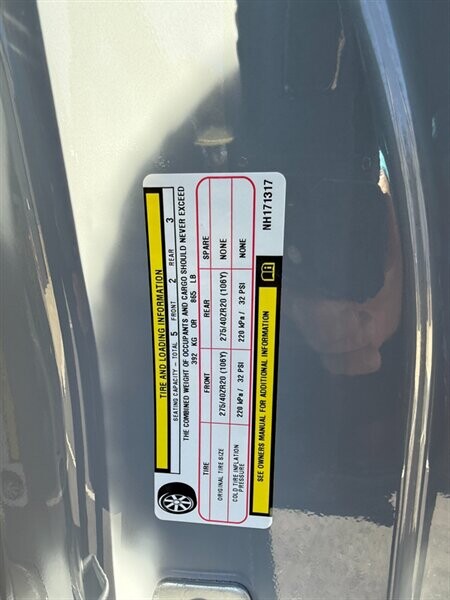 TIRE AND LOADING INFORMATION
SEATING CAPACITY - TOTAL 5 FRONT 2 REAR 3
THE COMBINED WEIGHT OF OCCUPANTS AND CARGO SHOULD NEVER EXCEED
392 KG OR 865 LB
TIRE FRONT REAR SPARE
ORIGINAL TIRE SIZE 275/40ZR20 (106Y) 275/40ZR20 (106Y) NONE
COLD TIRE INFLATION PRESSURE 220 kPa / 32 PSI 220 kPa / 32 PSI NONE
SEE OWNERS MANUAL FOR ADDITIONAL INFORMATION
NH171317